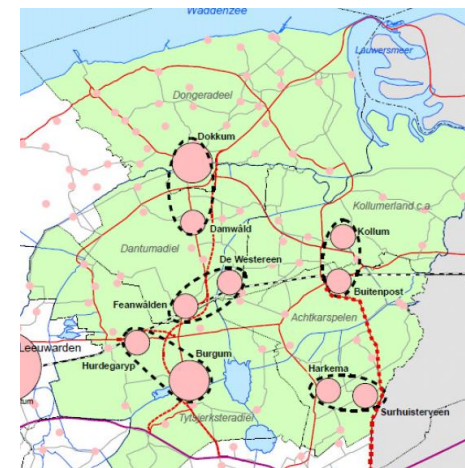 Waddenzee
Lauwersmeer
Dongeradeel
Dokkum
Kollumerland c.a.
Damwâld
Kollum
Dantumadiel
De Westereen
Buitenpost
Feanwâlden
Achtkarspelen
Leeuwarden
Burgum
Hurdegaryp
Harkema
Tytsjerksteradiel
Surhuisterveen